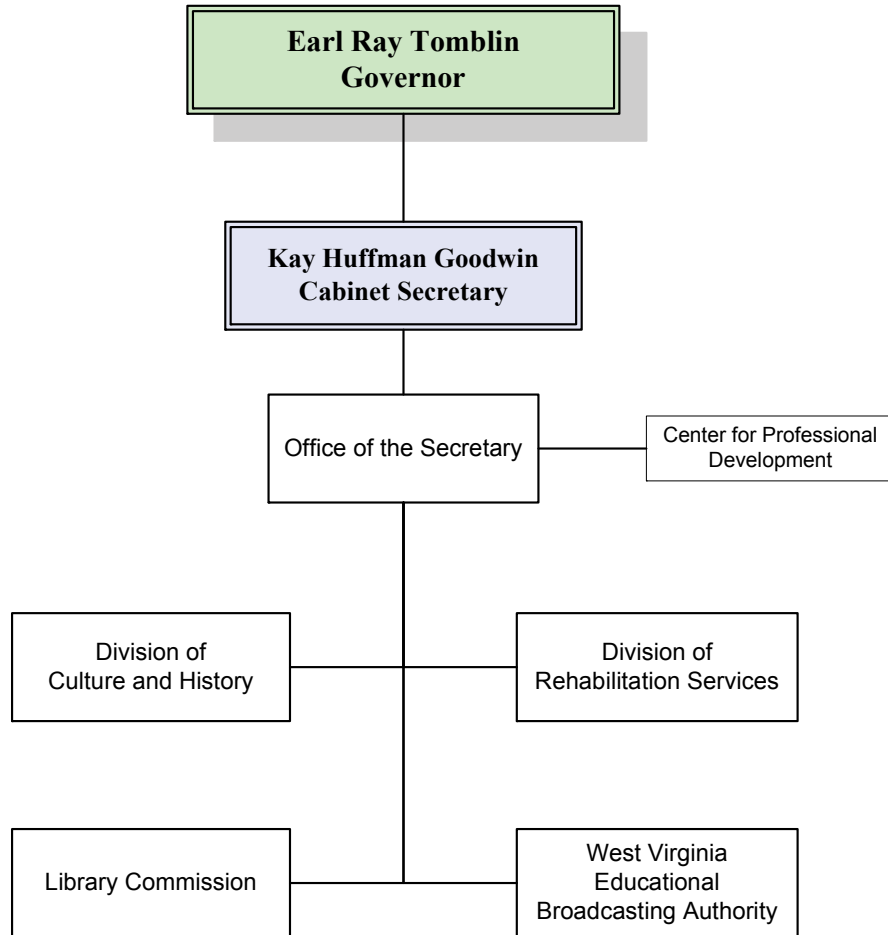 Earl Ray Tomblin
Governor
Kay Huffman Goodwin
Cabinet Secretary
Office of the Secretary
Center for Professional
Development
Division of
Culture and History
Division of
Rehabilitation Services
Library Commission
West Virginia
Educational
Broadcasting Authority